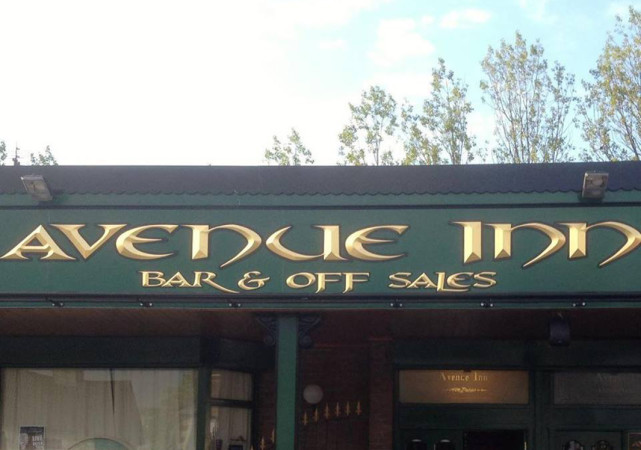 AVENUE INN
BAR & OFF SALES
Avenue Inn